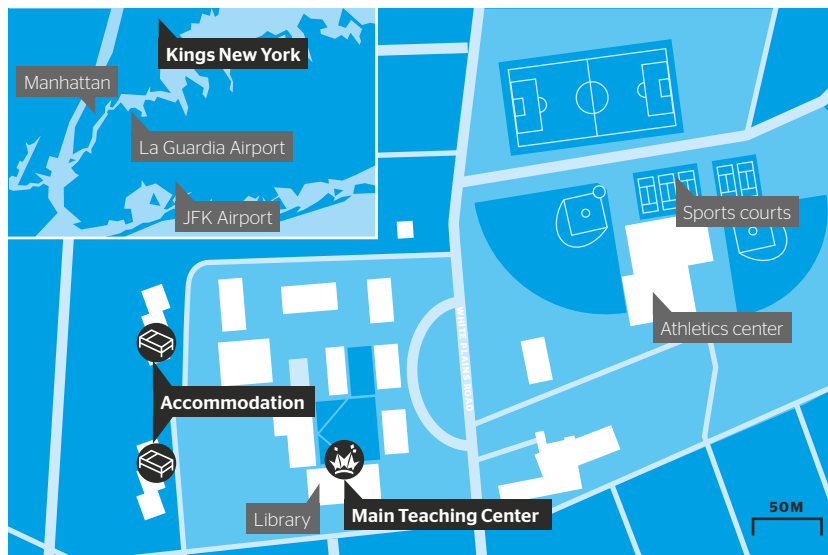 Kings New York
Manhattan
La Guardia Airport
JFK Airport
Sports courts
WHITE PLAINS ROAD
Athletics center
Accommodation
Library
Main Teaching Center
50M